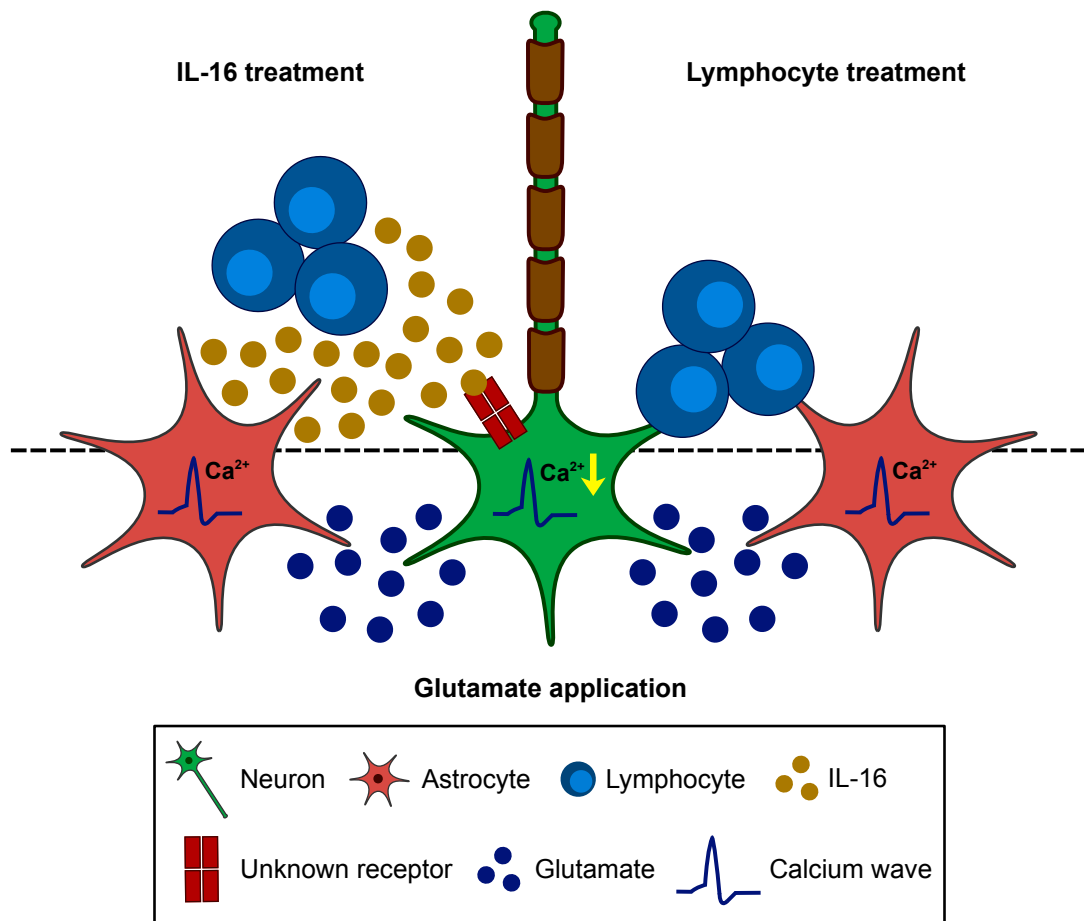 IL-16 treatment
Lymphocyte treatment
Ca²⁺
Ca²⁺
Ca²⁺
Glutamate application
Neuron
Astrocyte
Lymphocyte
IL-16
Unknown receptor
Glutamate
Calcium wave